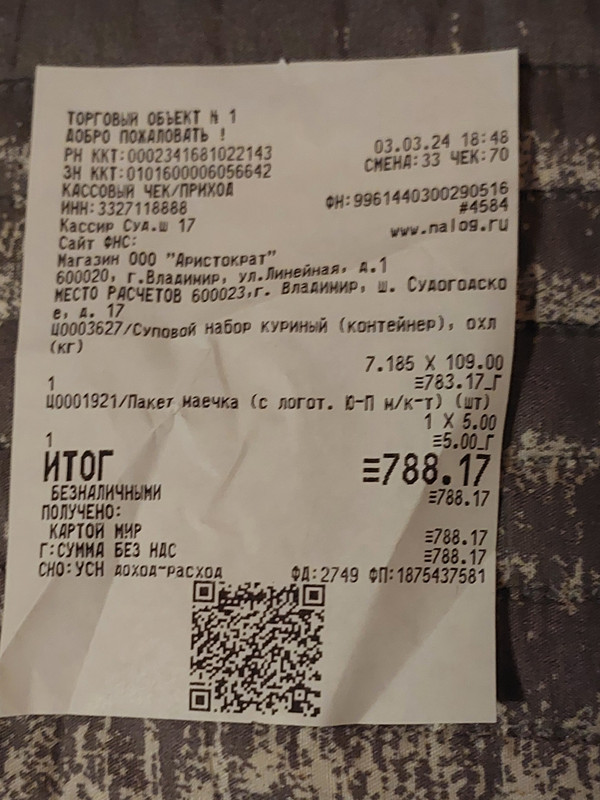 ТОРГОВЫЙ ОБЪЕКТ N 1
ДОБРО ПОЖАЛОВАТЬ !
РН ККТ:0002341681022143 03.03.24 18:48
ЗН ККТ:0101600006056642 СМЕНА:33 ЧЕК:70
КАССОВЫЙ ЧЕК/ПРИХОД
ИНН:3327118888 ФН:9961440300290516
Кассир Суд.ш 17 #4584
Сайт ФНС: www.nalog.ru
Магазин ООО "Аристократ"
600020, г.Владимир, ул.Линейная, д.1
МЕСТО РАСЧЕТОВ 600023,г. Владимир, ш. Судогодско
е, д. 17
Ц0003627/Суповой набор куриный (контейнер), охл
(кг)
7.185 X 109.00
1 ≡783.17_Г
Ц0001921/Пакет маечка (с логот. Ю-П м/к-т) (шт)
1 X 5.00
1 ≡5.00_Г
ИТОГ ≡788.17
БЕЗНАЛИЧНЫМИ ≡788.17
ПОЛУЧЕНО:
КАРТОЙ МИР ≡788.17
Г:СУММА БЕЗ НДС ≡788.17
СНО:УСН доход-расход ФД:2749 ФП:1875437581